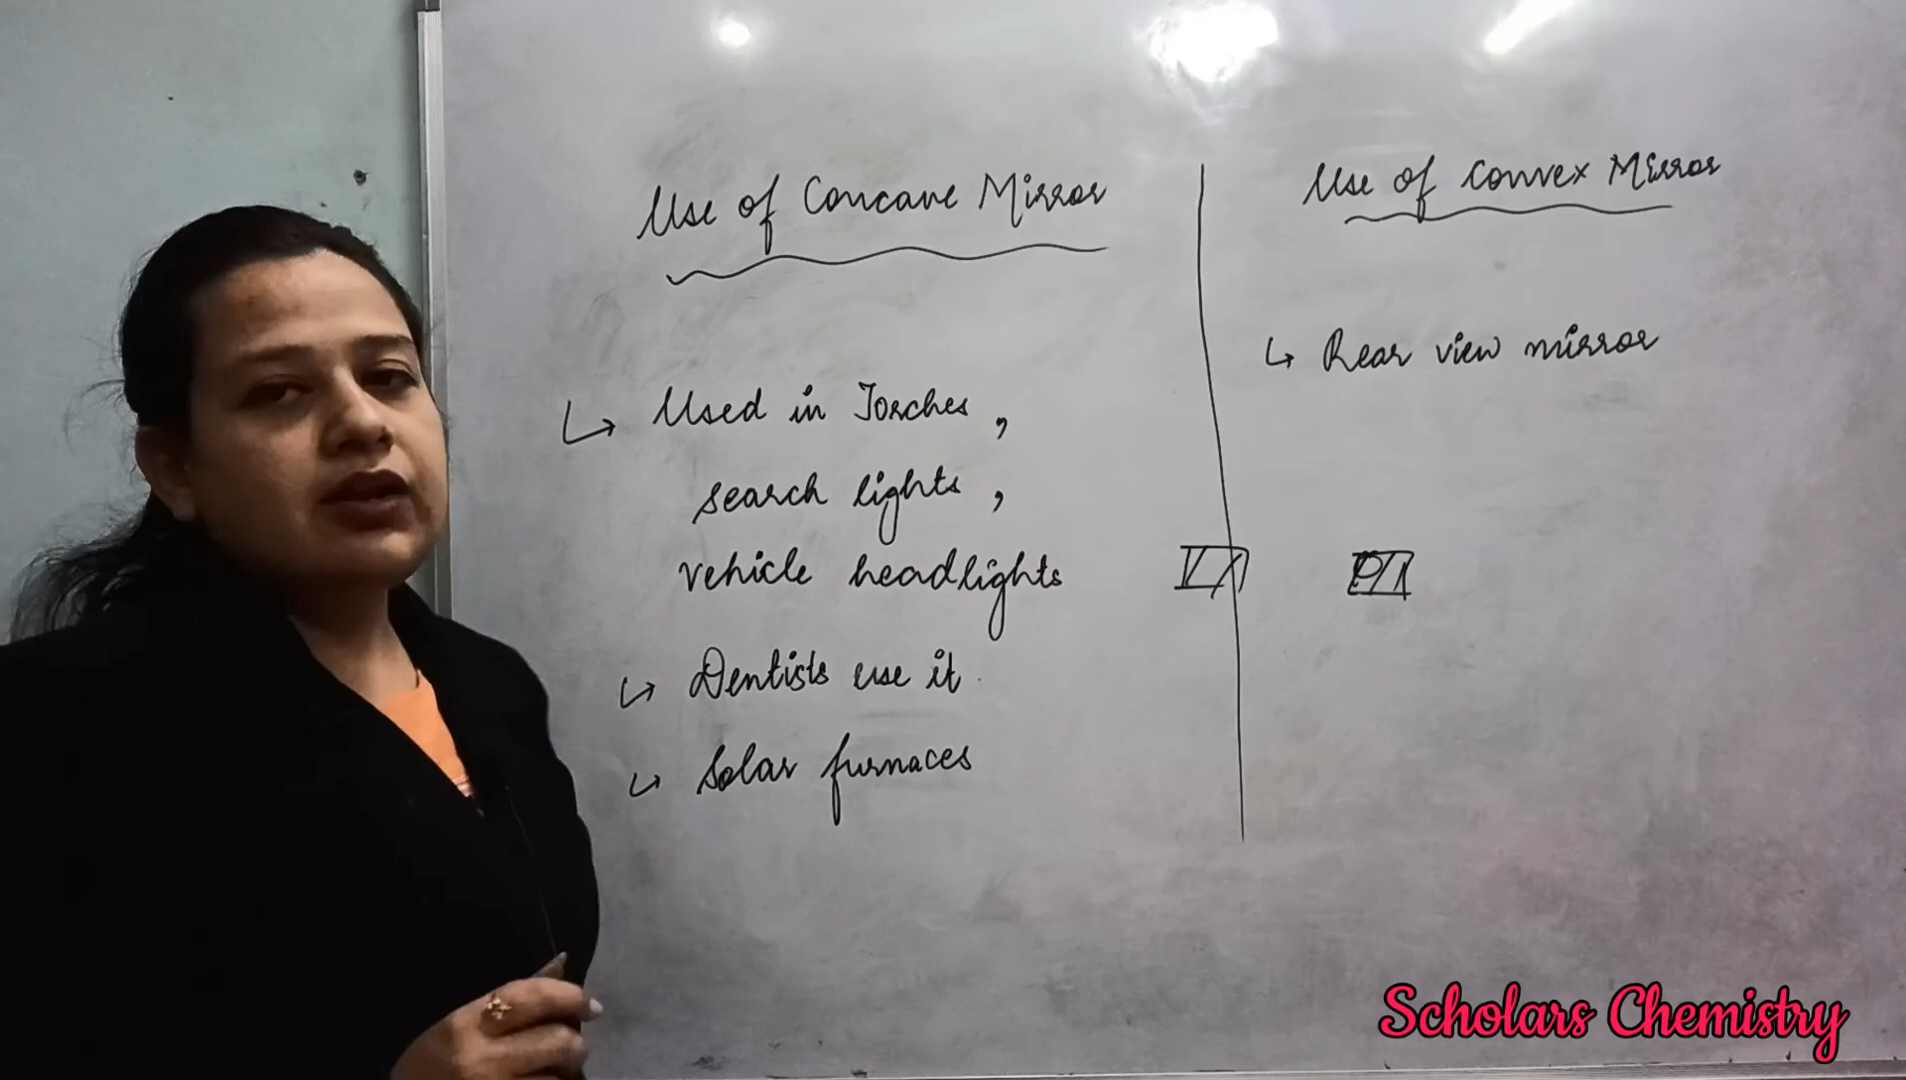 Use of Concave Mirror
↳ Used in Torches,
search lights,
vehicle headlights
↳ Dentists use it.
↳ Solar furnaces
Use of convex Mirror
↳ Rear view mirror
Scholars Chemistry